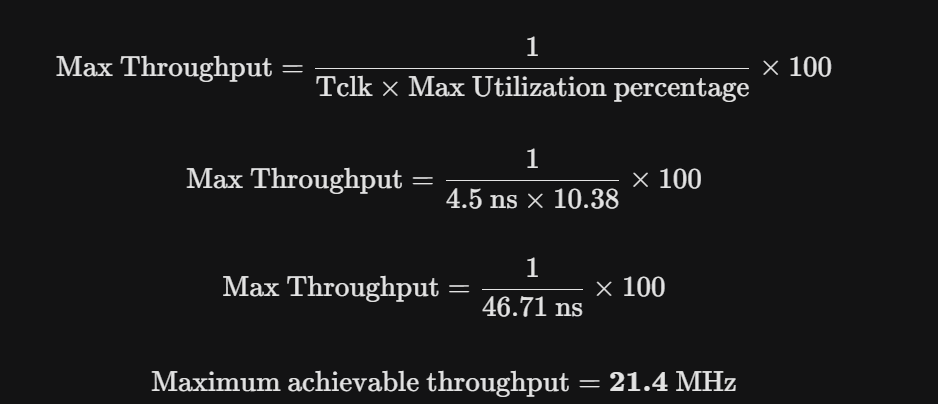 Max Throughput = 1 / (Tclk × Max Utilization percentage) × 100
Max Throughput = 1 / (4.5 ns × 10.38) × 100
Max Throughput = 1 / (46.71 ns) × 100
Maximum achievable throughput = 21.4 MHz